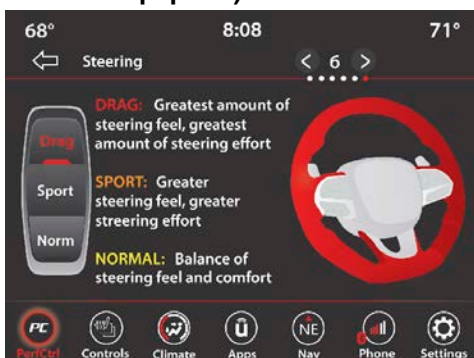 68° 8:08 71°
Steering < 6 >
DRAG: Greatest amount of
steering feel, greatest
amount of steering effort
Drag
Sport
Norm
SPORT: Greater
steering feel, greater
streering effort
NORMAL: Balance of
steering feel and comfort
PC
PerfCtrl Controls Climate Apps Nav Phone Settings
ü
NE